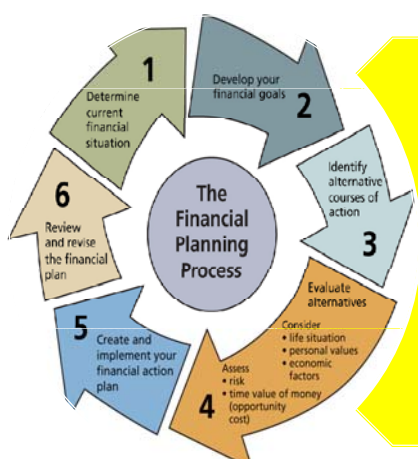 The
Financial
Planning
Process
1
Determine
current
financial
situation
Develop your
financial goals
2
Identify
alternative
courses of
action
3
Evaluate
alternatives
Consider
• life situation
• personal values
• economic
factors
Assess
• risk
• time value of money
(opportunity
cost)
4
5
Create and
implement your
financial action
plan
6
Review
and revise
the financial
plan